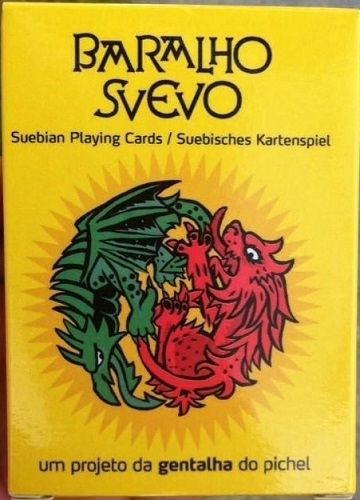 BARALHO
SVEVO
Suebian Playing Cards / Suebisches Kartenspiel
um projeto da gentalha do pichel